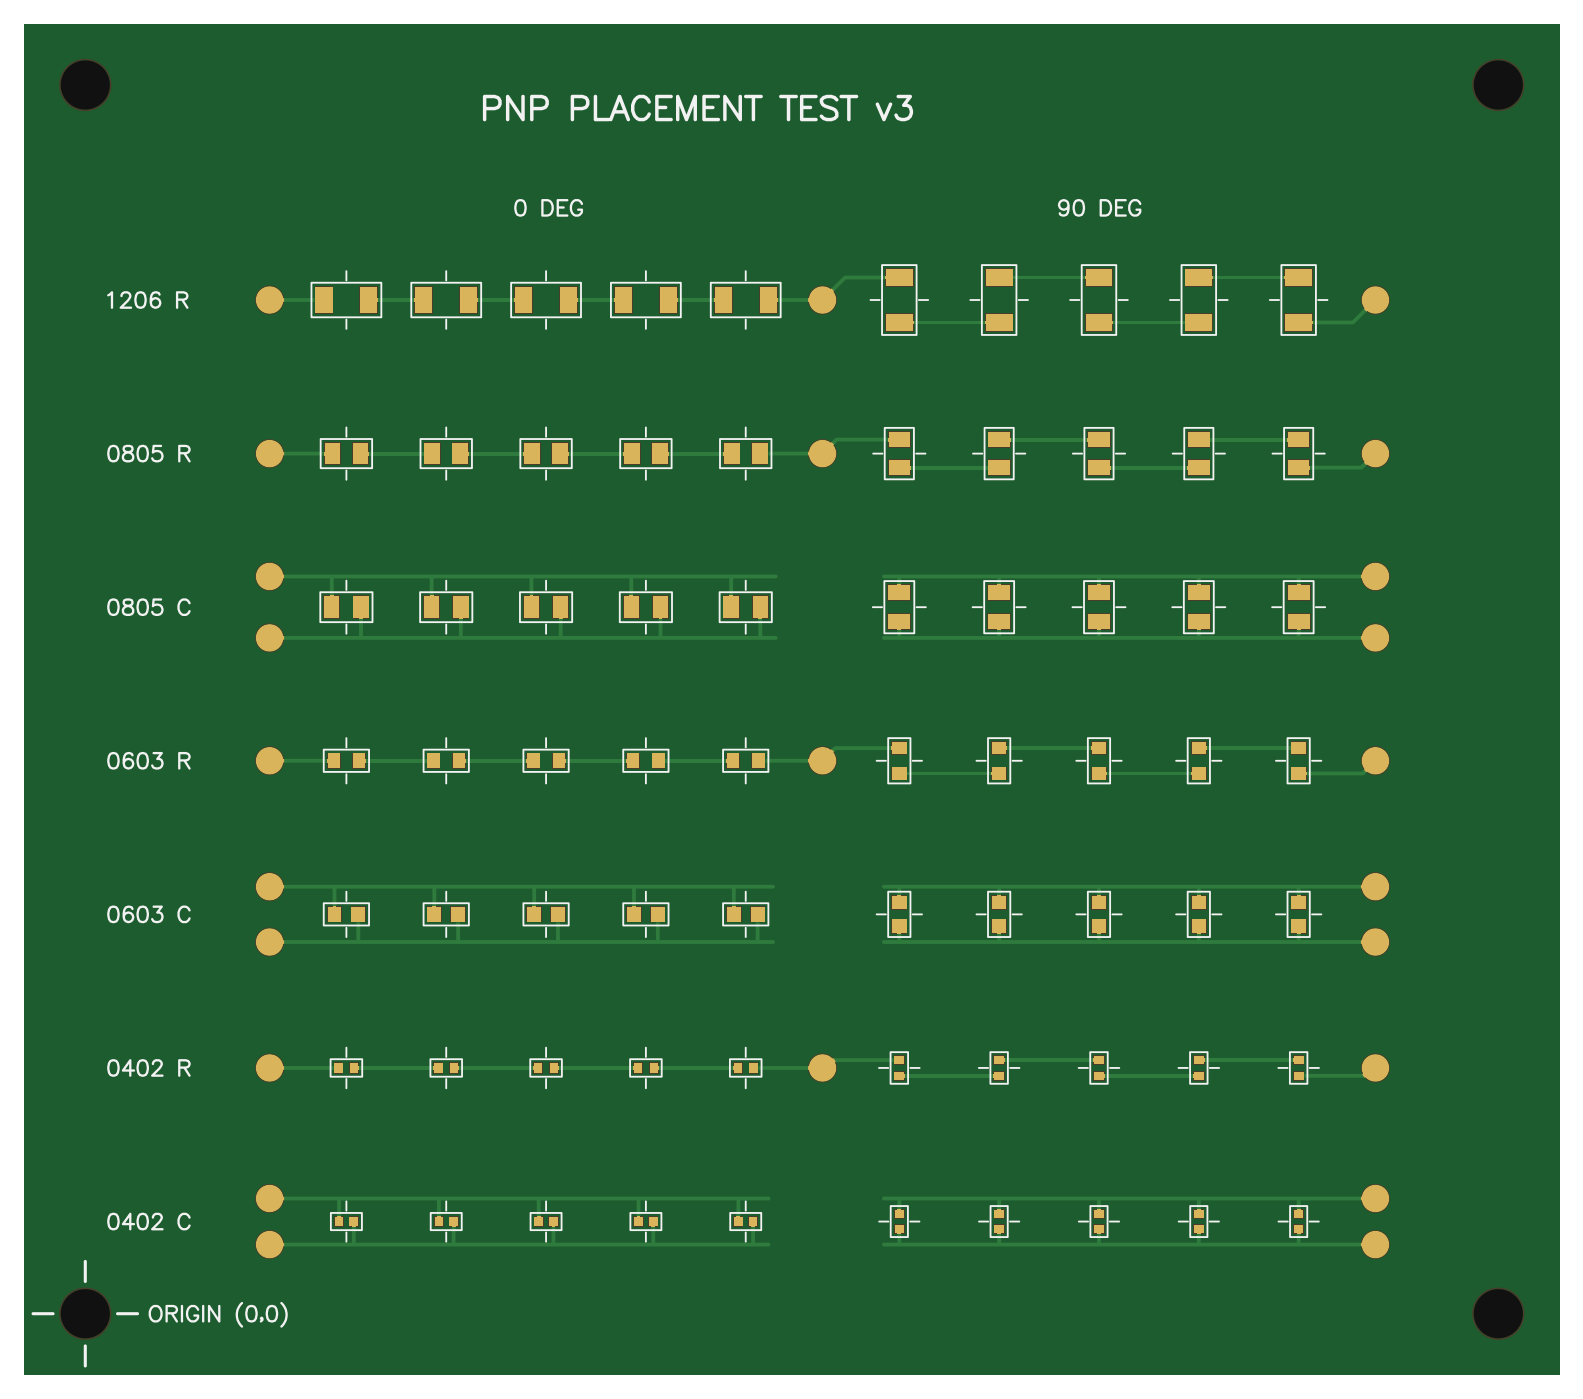 PNP PLACEMENT TEST v3
0 DEG
90 DEG
1206 R
0805 R
0805 C
0603 R
0603 C
0402 R
0402 C
ORIGIN (0,0)